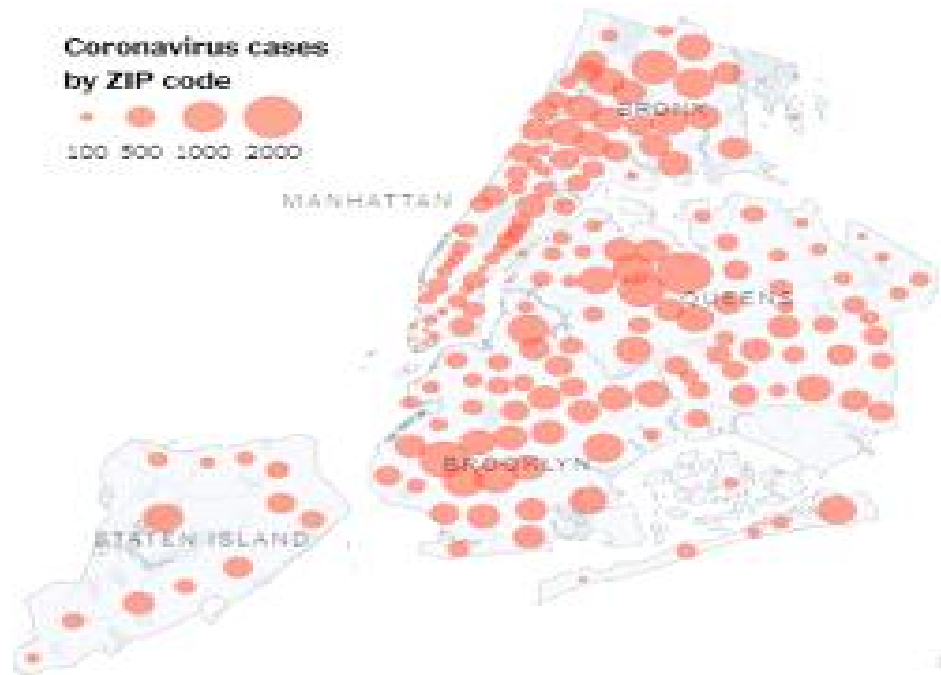 Coronavirus cases
by ZIP code
100 500 1000 2000
BRONX
MANHATTAN
QUEENS
BROOKLYN
STATEN ISLAND